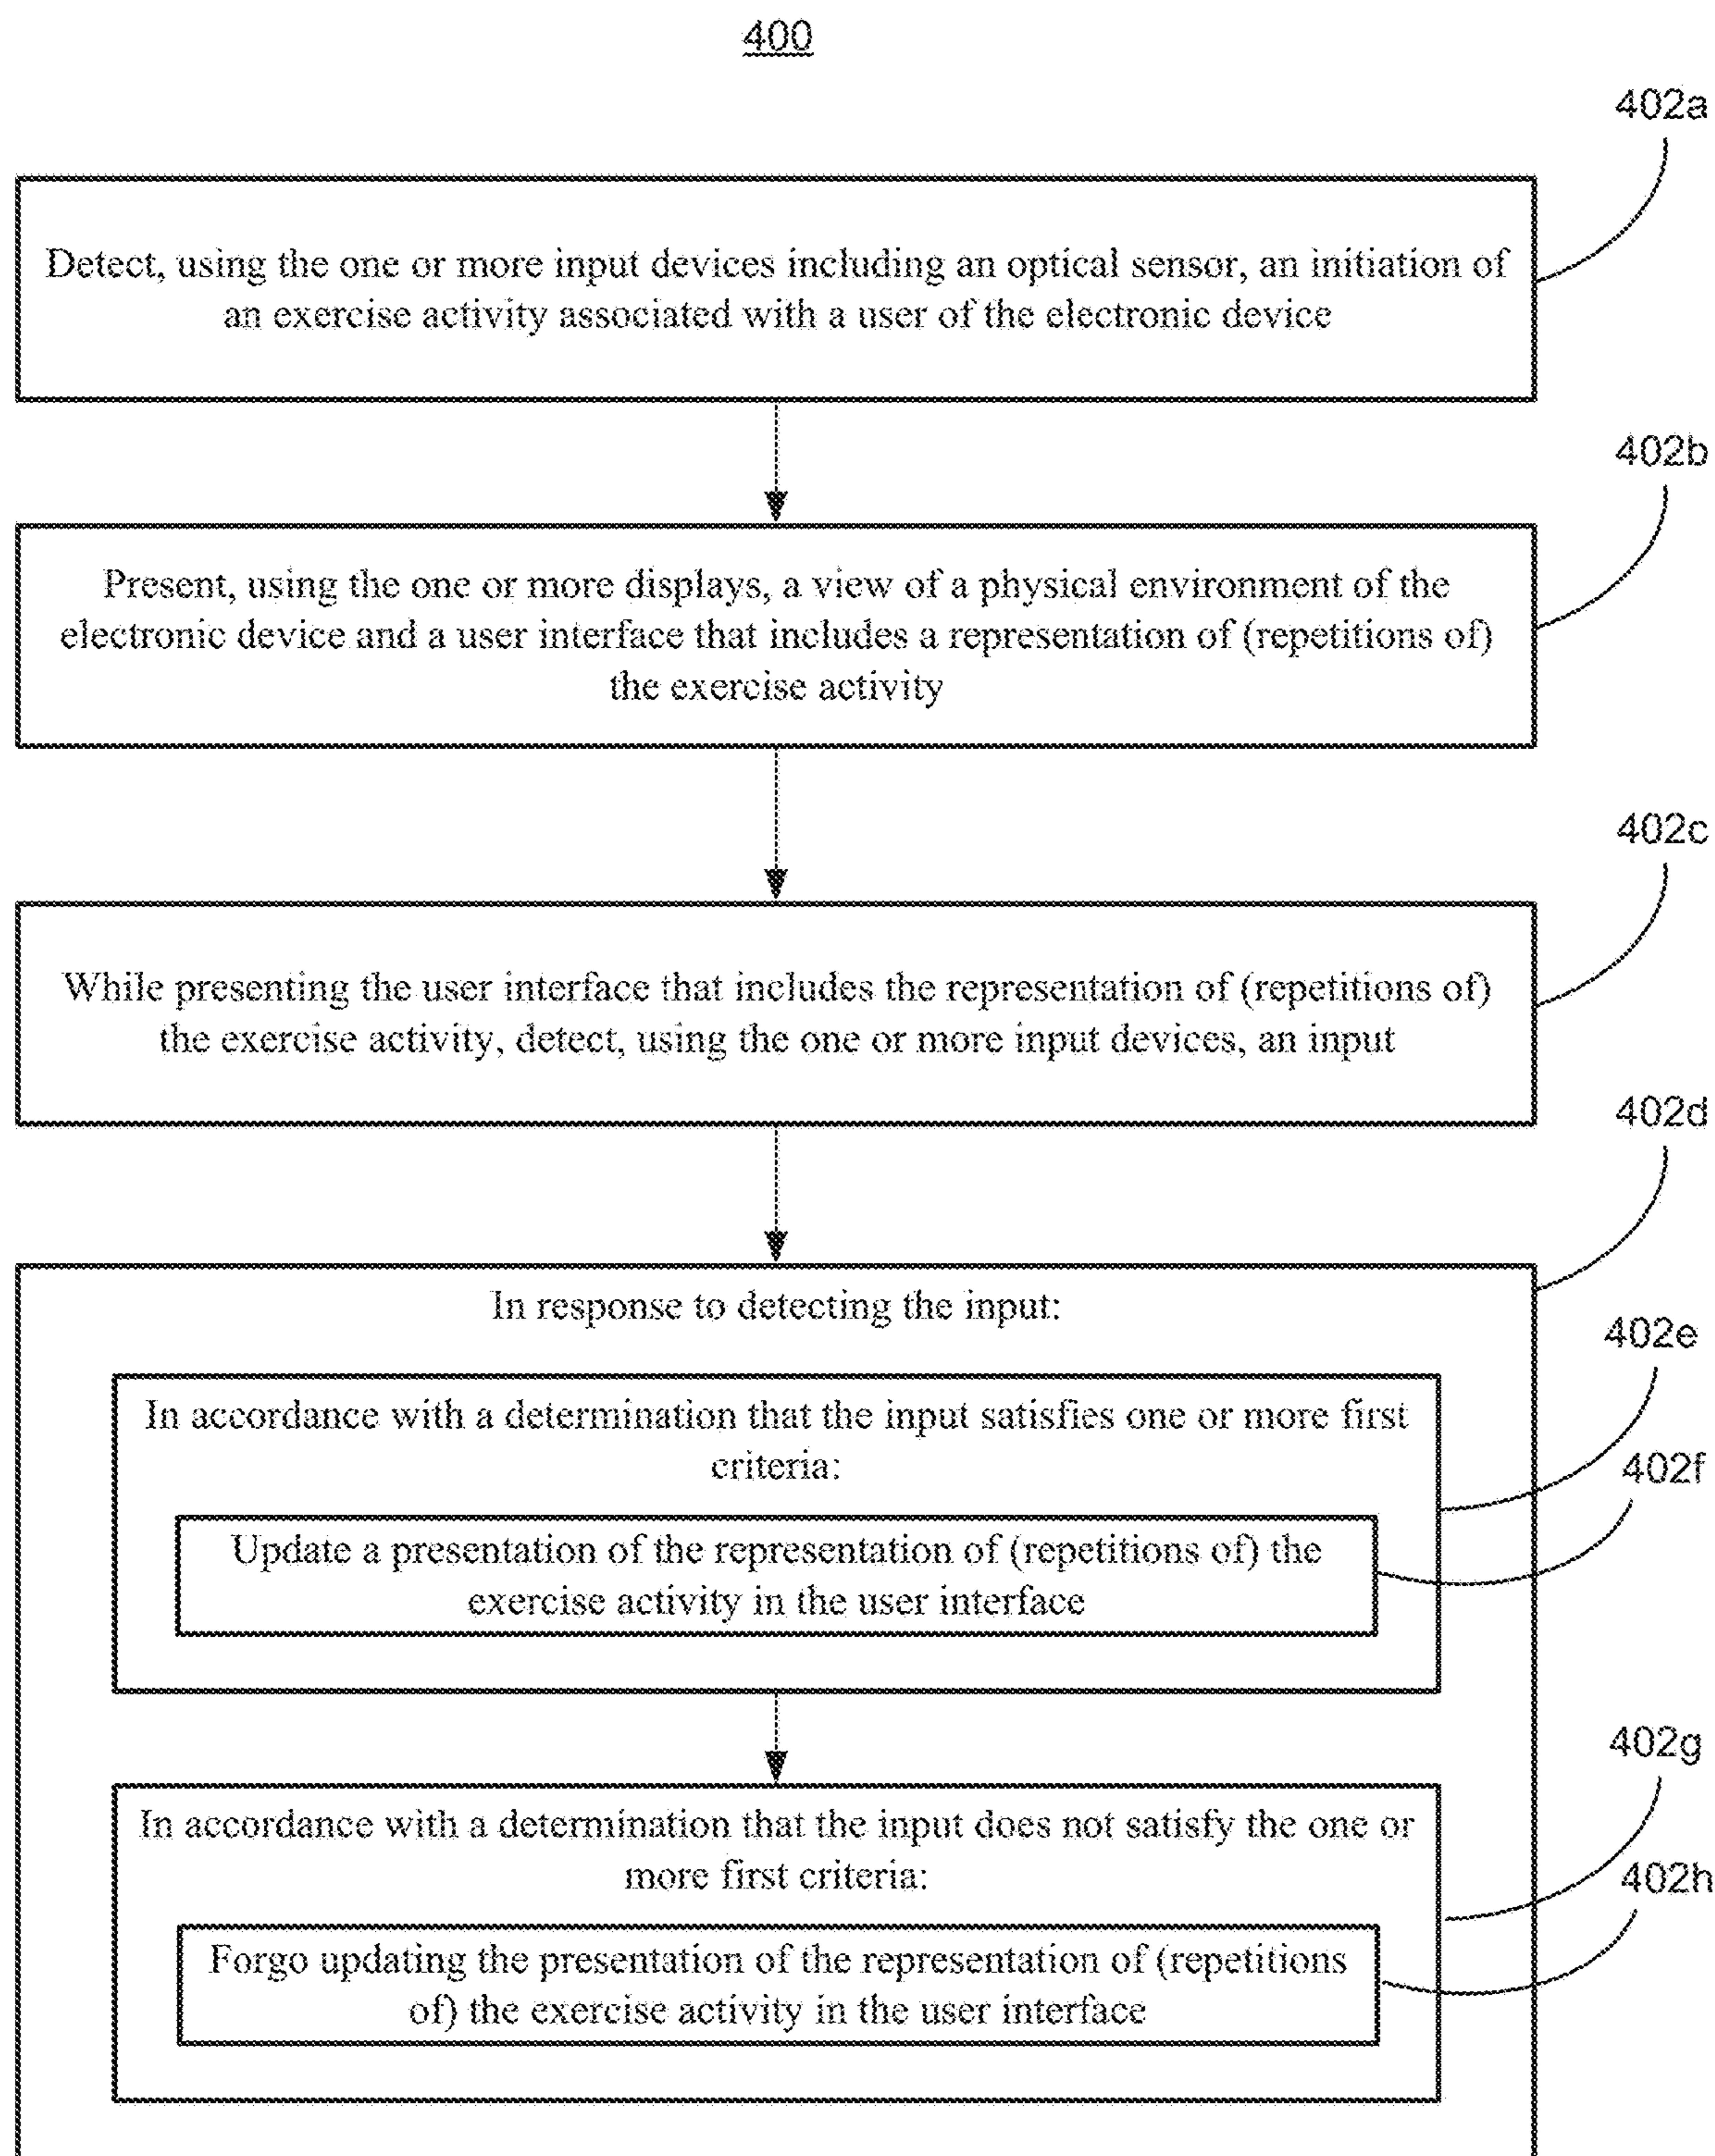 400
402a
Detect, using the one or more input devices including an optical sensor, an initiation of
an exercise activity associated with a user of the electronic device
402b
Present, using the one or more displays, a view of a physical environment of the
electronic device and a user interface that includes a representation of (repetitions of)
the exercise activity
402c
While presenting the user interface that includes the representation of (repetitions of)
the exercise activity, detect, using the one or more input devices, an input
402d
In response to detecting the input:
402e
In accordance with a determination that the input satisfies one or more first
criteria:
402f
Update a presentation of the representation of (repetitions of) the
exercise activity in the user interface
402g
In accordance with a determination that the input does not satisfy the one or
more first criteria:
402h
Forgo updating the presentation of the representation of (repetitions
of) the exercise activity in the user interface